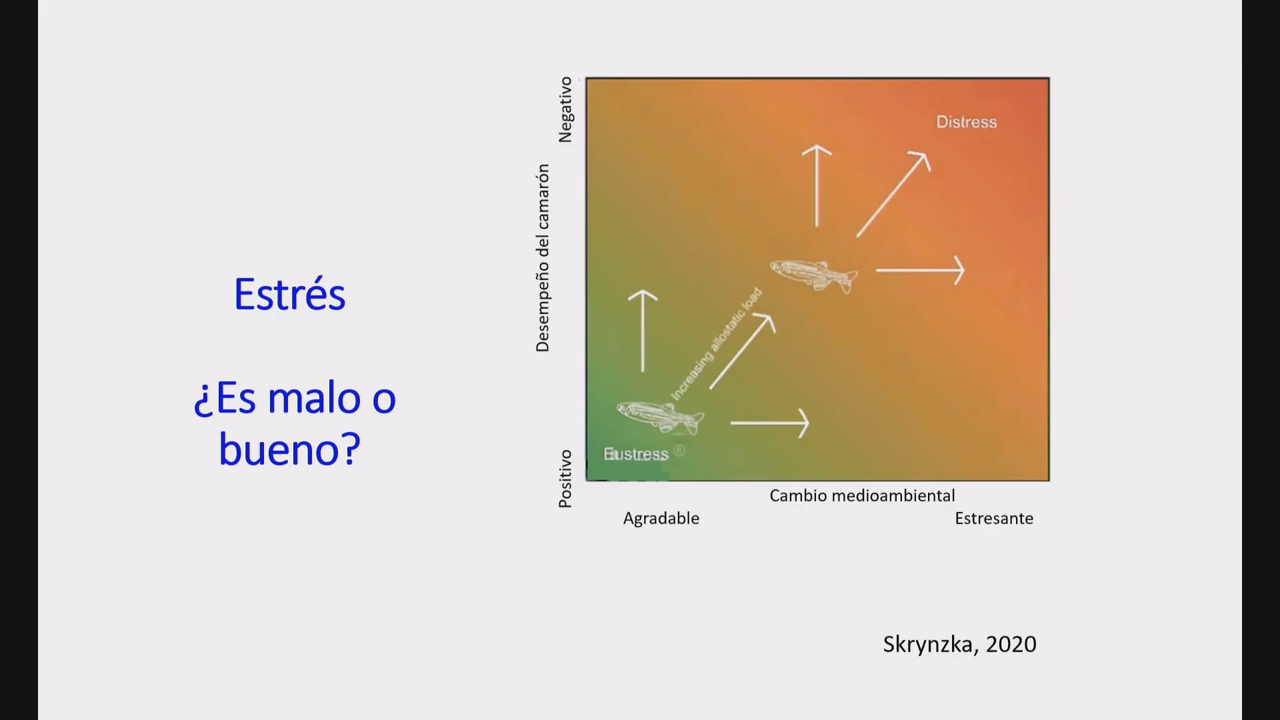 Estrés
¿Es malo o
bueno?
Negativo
Desempeño del camarón
Positivo
Distress
Increasing allostatic load
Eustress
®
Cambio medioambiental
Agradable
Estresante
Skrynzka, 2020